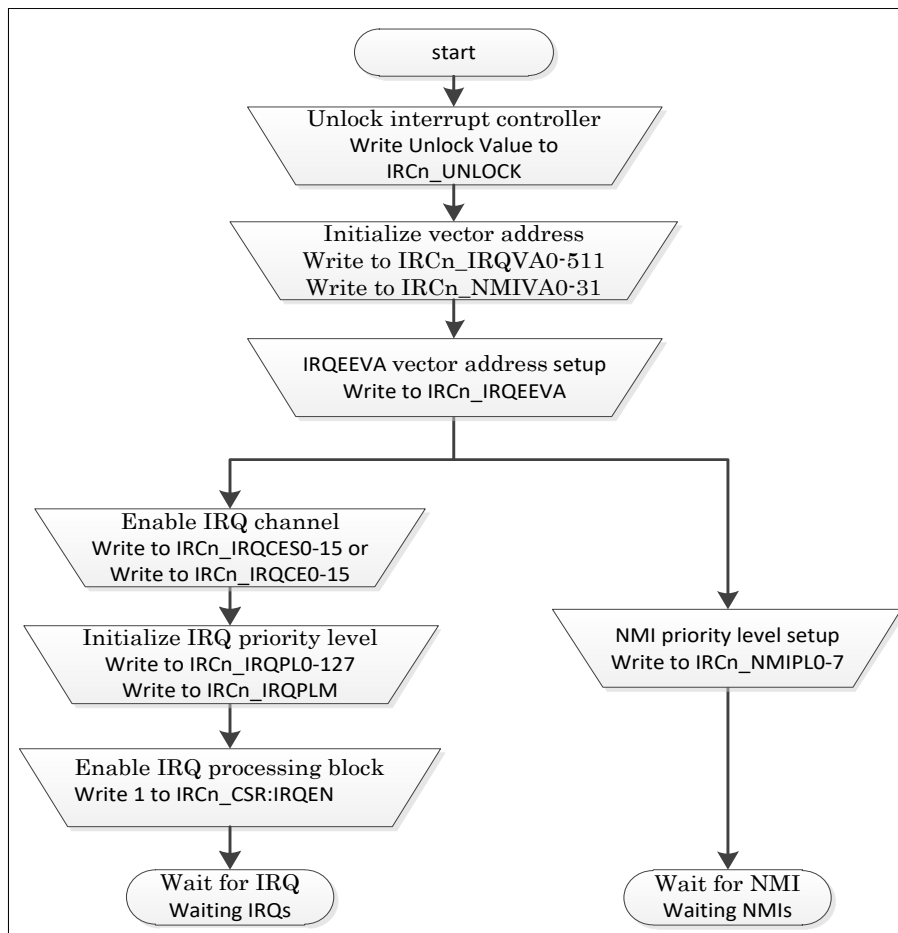 start
Unlock interrupt controller
Write Unlock Value to
IRCn_UNLOCK
Initialize vector address
Write to IRCn_IRQVA0-511
Write to IRCn_NMIVA0-31
IRQEEVA vector address setup
Write to IRCn_IRQEEVA
Enable IRQ channel
Write to IRCn_IRQCES0-15 or
Write to IRCn_IRQCE0-15
Initialize IRQ priority level
Write to IRCn_IRQPL0-127
Write to IRCn_IRQPLM
Enable IRQ processing block
Write 1 to IRCn_CSR:IRQEN
Wait for IRQ
Waiting IRQs
NMI priority level setup
Write to IRCn_NMIPL0-7
Wait for NMI
Waiting NMIs